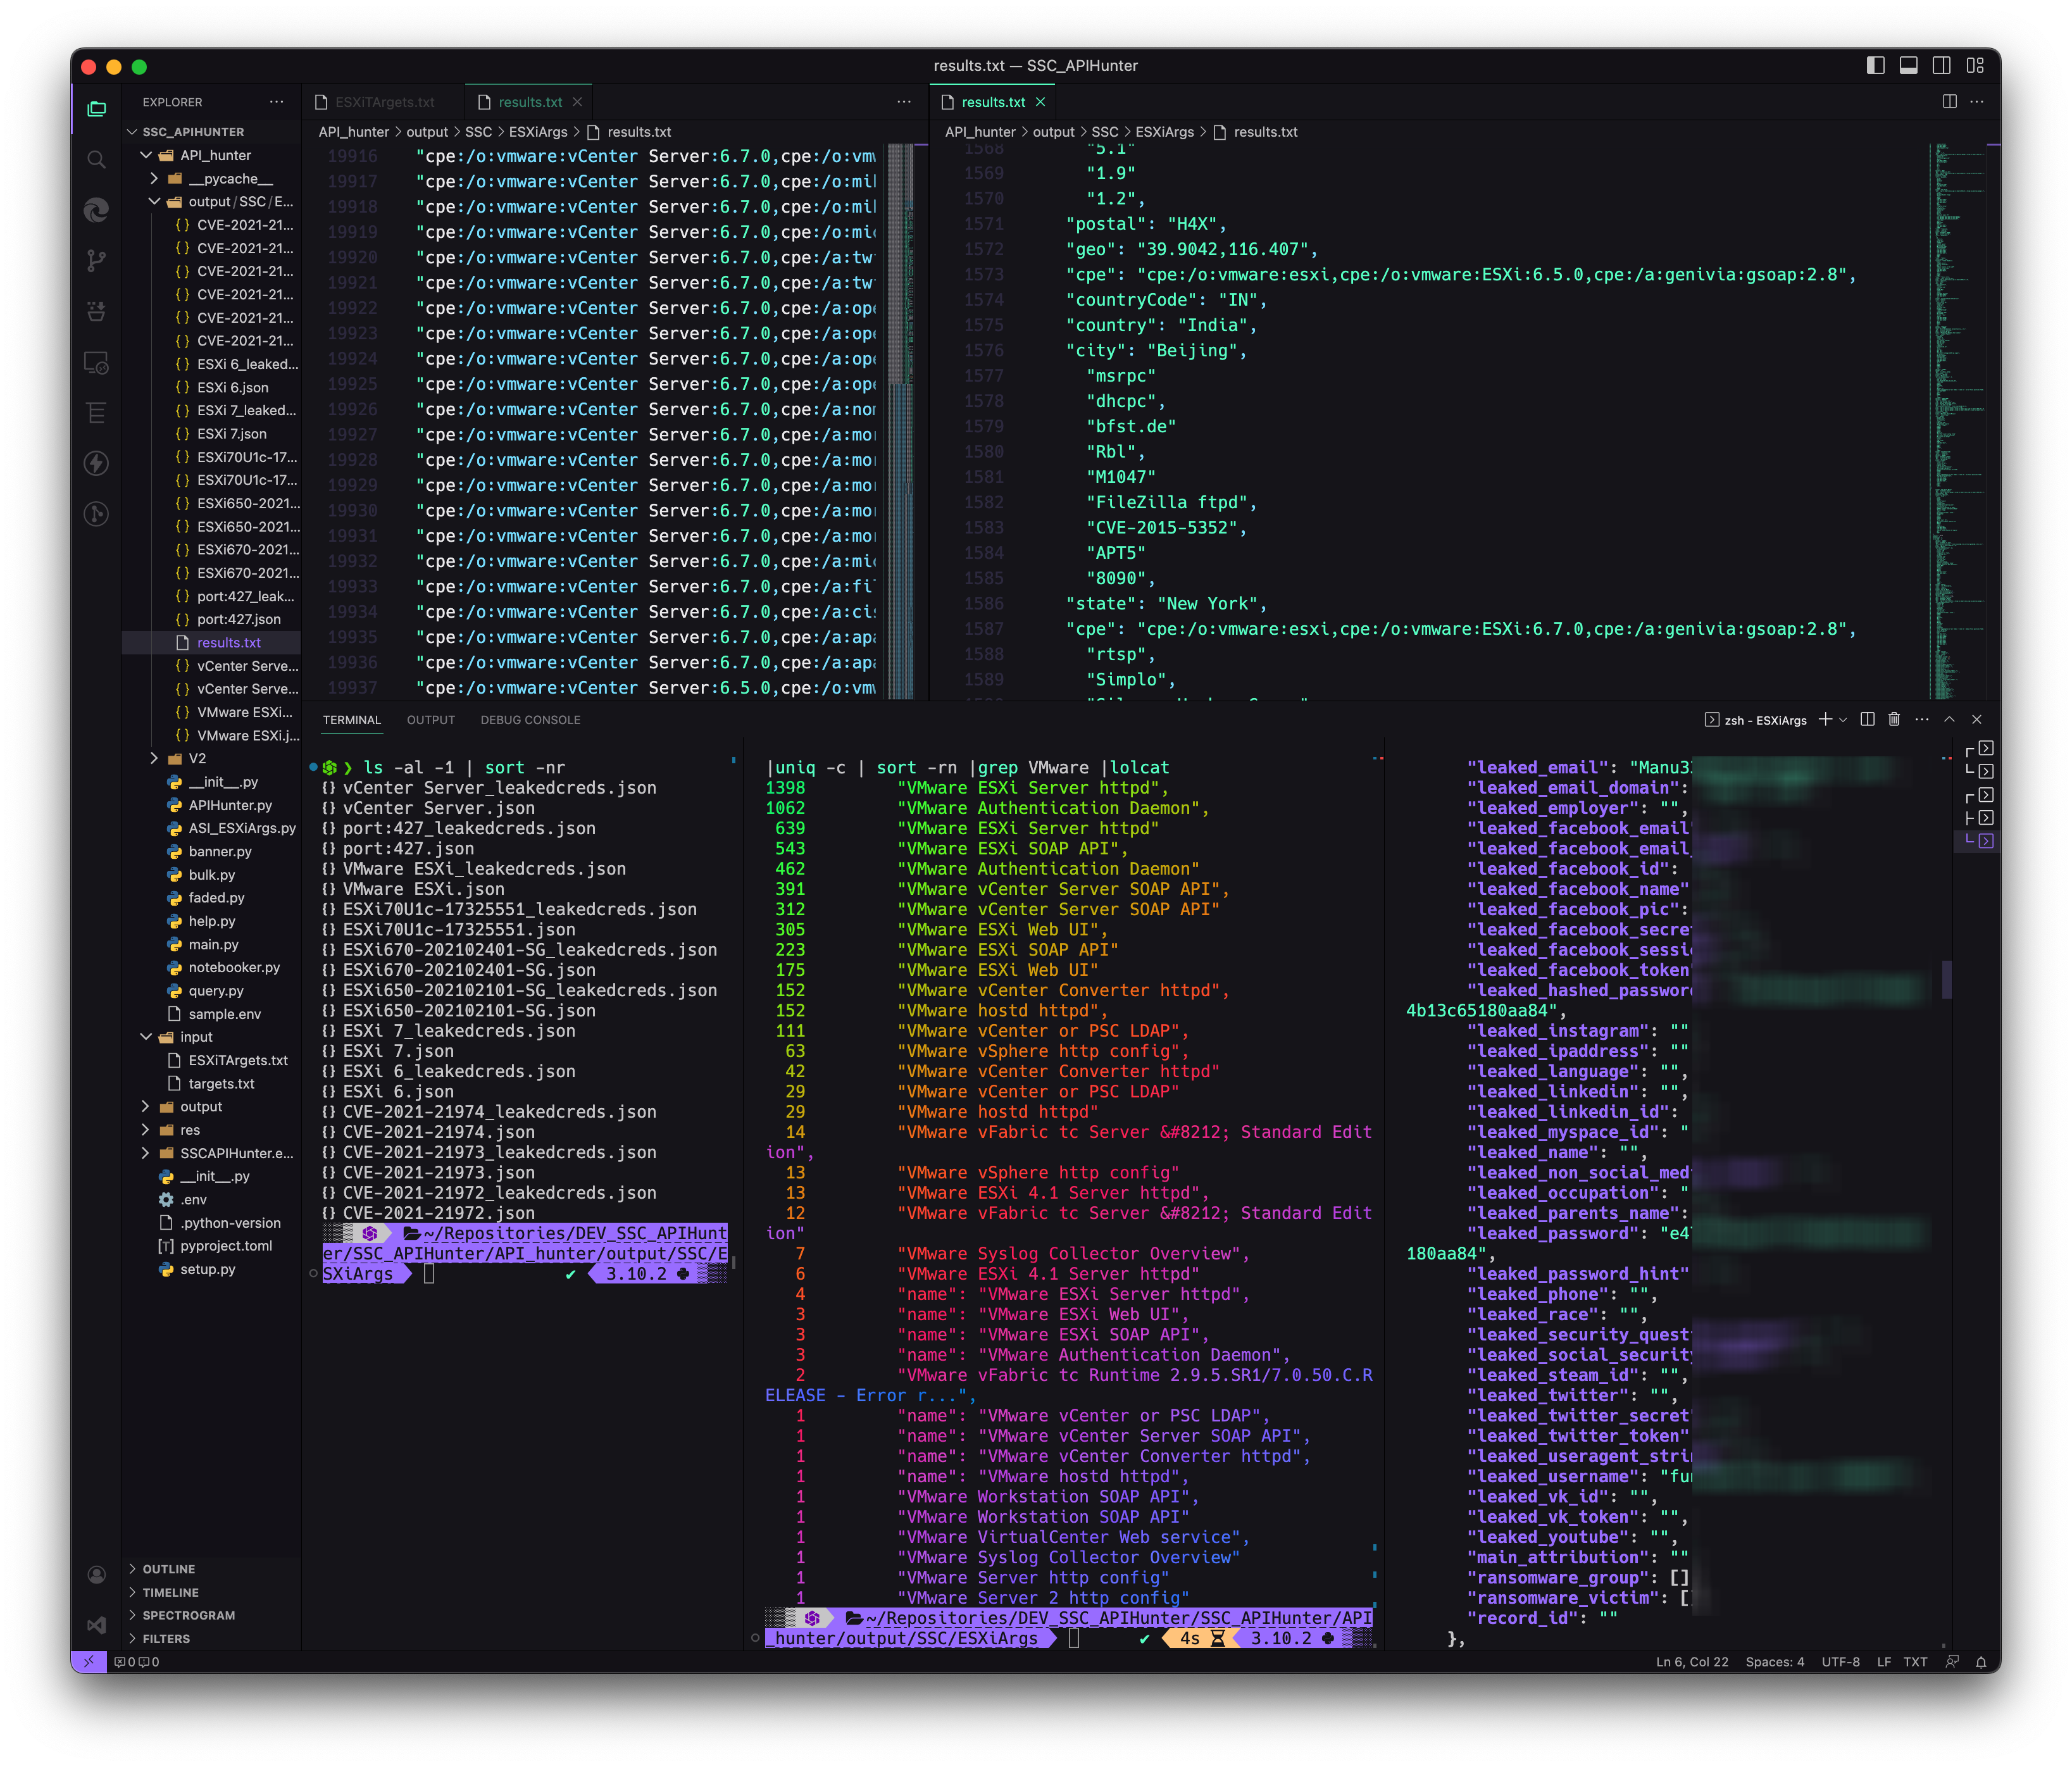 results.txt — SSC_APIHunter
EXPLORER
SSC_APIHUNTER
API_hunter
__pycache__
output/SSC/E...
CVE-2021-21...
CVE-2021-21...
CVE-2021-21...
CVE-2021-21...
CVE-2021-21...
CVE-2021-21...
ESXi 6_leaked...
ESXi 6.json
ESXi 7_leaked...
ESXi 7.json
ESXi70U1c-17...
ESXi70U1c-17...
ESXi650-2021...
ESXi650-2021...
ESXi670-2021...
ESXi670-2021...
port:427_leak...
port:427.json
results.txt
vCenter Serve...
vCenter Serve...
VMware ESXi...
VMware ESXi.j...
V2
__init__.py
APIHunter.py
ASI_ESXiArgs.py
banner.py
bulk.py
faded.py
help.py
main.py
notebooker.py
query.py
sample.env
input
ESXiTArgets.txt
targets.txt
output
res
SSCAPIHunter.e...
__init__.py
.env
.python-version
pyproject.toml
setup.py
OUTLINE
TIMELINE
SPECTROGRAM
FILTERS
ESXiTArgets.txt
results.txt
API_hunter > output > SSC > ESXiArgs > results.txt
19916 "cpe:/o:vmware:vCenter Server:6.7.0,cpe:/o:vmw
19917 "cpe:/o:vmware:vCenter Server:6.7.0,cpe:/o:mik
19918 "cpe:/o:vmware:vCenter Server:6.7.0,cpe:/o:mik
19919 "cpe:/o:vmware:vCenter Server:6.7.0,cpe:/o:mic
19920 "cpe:/o:vmware:vCenter Server:6.7.0,cpe:/a:tw
19921 "cpe:/o:vmware:vCenter Server:6.7.0,cpe:/a:tw
19922 "cpe:/o:vmware:vCenter Server:6.7.0,cpe:/a:ope
19923 "cpe:/o:vmware:vCenter Server:6.7.0,cpe:/a:ope
19924 "cpe:/o:vmware:vCenter Server:6.7.0,cpe:/a:ope
19925 "cpe:/o:vmware:vCenter Server:6.7.0,cpe:/a:ope
19926 "cpe:/o:vmware:vCenter Server:6.7.0,cpe:/a:nom
19927 "cpe:/o:vmware:vCenter Server:6.7.0,cpe:/a:mor
19928 "cpe:/o:vmware:vCenter Server:6.7.0,cpe:/a:mor
19929 "cpe:/o:vmware:vCenter Server:6.7.0,cpe:/a:mor
19930 "cpe:/o:vmware:vCenter Server:6.7.0,cpe:/a:mor
19931 "cpe:/o:vmware:vCenter Server:6.7.0,cpe:/a:mor
19932 "cpe:/o:vmware:vCenter Server:6.7.0,cpe:/a:mic
19933 "cpe:/o:vmware:vCenter Server:6.7.0,cpe:/a:fil
19934 "cpe:/o:vmware:vCenter Server:6.7.0,cpe:/a:cis
19935 "cpe:/o:vmware:vCenter Server:6.7.0,cpe:/a:apa
19936 "cpe:/o:vmware:vCenter Server:6.7.0,cpe:/a:apa
19937 "cpe:/o:vmware:vCenter Server:6.5.0,cpe:/o:vmw
results.txt
API_hunter > output > SSC > ESXiArgs > results.txt
1568 "5.1"
1569 "1.9"
1570 "1.2",
1571 "postal": "H4X",
1572 "geo": "39.9042,116.407",
1573 "cpe": "cpe:/o:vmware:esxi,cpe:/o:vmware:ESXi:6.5.0,cpe:/a:genivia:gsoap:2.8",
1574 "countryCode": "IN",
1575 "country": "India",
1576 "city": "Beijing",
1577 "msrpc"
1578 "dhcpc",
1579 "bfst.de"
1580 "Rbl",
1581 "M1047"
1582 "FileZilla ftpd",
1583 "CVE-2015-5352",
1584 "APT5"
1585 "8090",
1586 "state": "New York",
1587 "cpe": "cpe:/o:vmware:esxi,cpe:/o:vmware:ESXi:6.7.0,cpe:/a:genivia:gsoap:2.8",
1588 "rtsp",
1589 "Simplo",
TERMINAL OUTPUT DEBUG CONSOLE
zsh - ESXiArgs
❯ ls -al -1 | sort -nr
{} vCenter Server_leakedcreds.json
{} vCenter Server.json
{} port:427_leakedcreds.json
{} port:427.json
{} VMware ESXi_leakedcreds.json
{} VMware ESXi.json
{} ESXi70U1c-17325551_leakedcreds.json
{} ESXi70U1c-17325551.json
{} ESXi670-202102401-SG_leakedcreds.json
{} ESXi670-202102401-SG.json
{} ESXi650-202102101-SG_leakedcreds.json
{} ESXi650-202102101-SG.json
{} ESXi 7_leakedcreds.json
{} ESXi 7.json
{} ESXi 6_leakedcreds.json
{} ESXi 6.json
{} CVE-2021-21974_leakedcreds.json
{} CVE-2021-21974.json
{} CVE-2021-21973_leakedcreds.json
{} CVE-2021-21973.json
{} CVE-2021-21972_leakedcreds.json
{} CVE-2021-21972.json
~/Repositories/DEV_SSC_APIHunt
er/SSC_APIHunter/API_hunter/output/SSC/E
SXiArgs ✔ 3.10.2
|uniq -c | sort -rn |grep VMware |lolcat
1398 "VMware ESXi Server httpd",
1062 "VMware Authentication Daemon",
639 "VMware ESXi Server httpd"
543 "VMware ESXi SOAP API",
462 "VMware Authentication Daemon"
391 "VMware vCenter Server SOAP API",
312 "VMware vCenter Server SOAP API"
305 "VMware ESXi Web UI",
223 "VMware ESXi SOAP API"
175 "VMware ESXi Web UI"
152 "VMware vCenter Converter httpd",
152 "VMware hostd httpd",
111 "VMware vCenter or PSC LDAP",
63 "VMware vSphere http config",
42 "VMware vCenter Converter httpd"
29 "VMware vCenter or PSC LDAP"
29 "VMware hostd httpd"
14 "VMware vFabric tc Server &#8212; Standard Edit
ion",
13 "VMware vSphere http config"
13 "VMware ESXi 4.1 Server httpd",
12 "VMware vFabric tc Server &#8212; Standard Edit
ion"
7 "VMware Syslog Collector Overview",
6 "VMware ESXi 4.1 Server httpd"
4 "name": "VMware ESXi Server httpd",
3 "name": "VMware ESXi Web UI",
3 "name": "VMware ESXi SOAP API",
3 "name": "VMware Authentication Daemon",
2 "VMware vFabric tc Runtime 2.9.5.SR1/7.0.50.C.R
ELEASE - Error r...",
1 "name": "VMware vCenter or PSC LDAP",
1 "name": "VMware vCenter Server SOAP API",
1 "name": "VMware vCenter Converter httpd",
1 "name": "VMware hostd httpd",
1 "VMware Workstation SOAP API",
1 "VMware Workstation SOAP API"
1 "VMware VirtualCenter Web service",
1 "VMware Syslog Collector Overview"
1 "VMware Server http config"
1 "VMware Server 2 http config"
~/Repositories/DEV_SSC_APIHunter/SSC_APIHunter/API
_hunter/output/SSC/ESXiArgs ✔ 4s 3.10.2
"leaked_email": "Manu3
"leaked_email_domain":
"leaked_employer": "",
"leaked_facebook_email"
"leaked_facebook_email_
"leaked_facebook_id":
"leaked_facebook_name"
"leaked_facebook_pic":
"leaked_facebook_secre
"leaked_facebook_sessi
"leaked_facebook_token"
"leaked_hashed_password
4b13c65180aa84",
"leaked_instagram": ""
"leaked_ipaddress": ""
"leaked_language": "",
"leaked_linkedin": "",
"leaked_linkedin_id":
"leaked_myspace_id": "
"leaked_name": "",
"leaked_non_social_med
"leaked_occupation": "
"leaked_parents_name":
"leaked_password": "e4
180aa84",
"leaked_password_hint"
"leaked_phone": "",
"leaked_race": "",
"leaked_security_quest
"leaked_social_security
"leaked_steam_id": "",
"leaked_twitter": "",
"leaked_twitter_secret"
"leaked_twitter_token"
"leaked_useragent_stri
"leaked_username": "fu
"leaked_vk_id": "",
"leaked_vk_token": "",
"leaked_youtube": "",
"main_attribution": ""
"ransomware_group": []
"ransomware_victim": [
"record_id": ""
},
0 0
Ln 6, Col 22 Spaces: 4 UTF-8 LF TXT